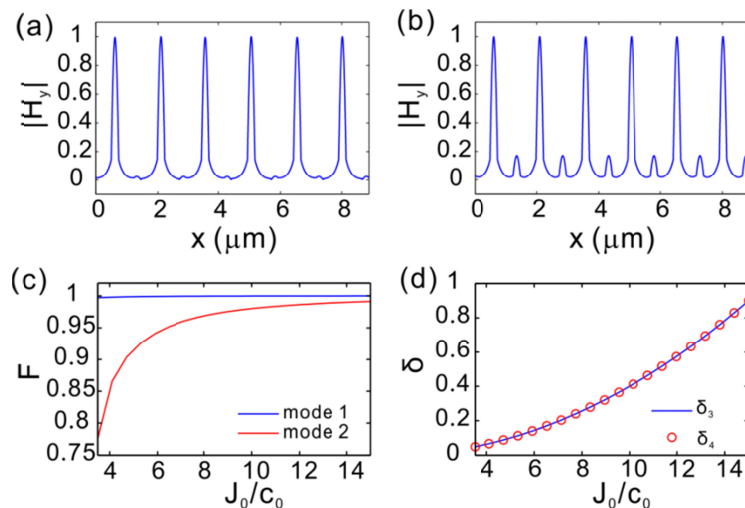 (a)
1
0.8
0.6
0.4
0.2
0
|H_y|
0 2 4 6 8
x (μm)
(b)
1
0.8
0.6
0.4
0.2
0
|H_y|
0 2 4 6 8
x (μm)
(c)
1
0.95
0.9
0.85
0.8
0.75
F
mode 1
mode 2
4 6 8 10 12 14
J₀/c₀
(d)
1
0.8
0.6
0.4
0.2
0
δ
δ₃
δ₄
4 6 8 10 12 14
J₀/c₀